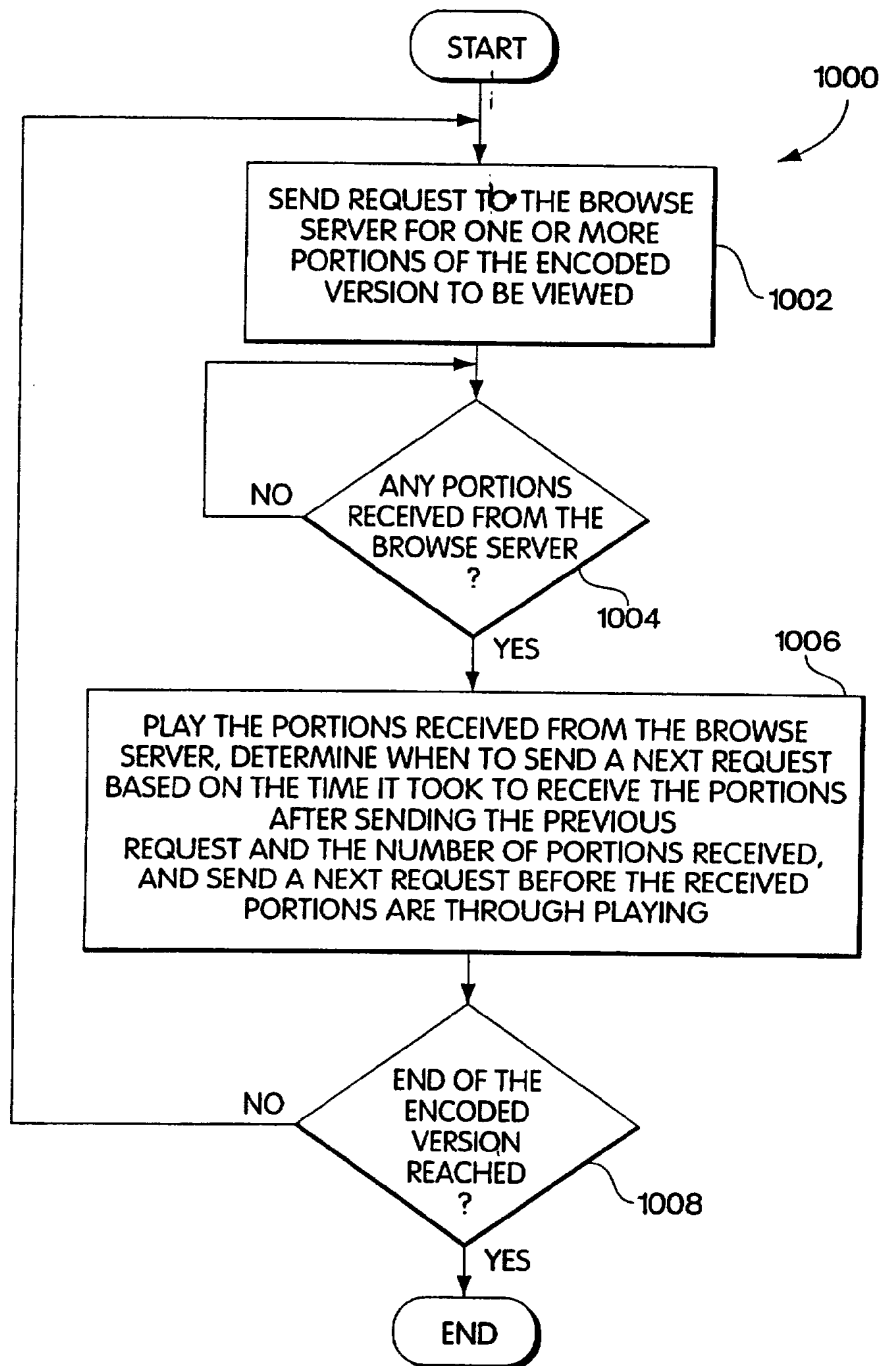 START
1000
SEND REQUEST TO THE BROWSE
SERVER FOR ONE OR MORE
PORTIONS OF THE ENCODED
VERSION TO BE VIEWED
1002
NO
ANY PORTIONS
RECEIVED FROM THE
BROWSE SERVER
?
1004
YES
1006
PLAY THE PORTIONS RECEIVED FROM THE BROWSE
SERVER, DETERMINE WHEN TO SEND A NEXT REQUEST
BASED ON THE TIME IT TOOK TO RECEIVE THE PORTIONS
AFTER SENDING THE PREVIOUS
REQUEST AND THE NUMBER OF PORTIONS RECEIVED,
AND SEND A NEXT REQUEST BEFORE THE RECEIVED
PORTIONS ARE THROUGH PLAYING
NO
END OF THE
ENCODED
VERSION
REACHED
?
1008
YES
END